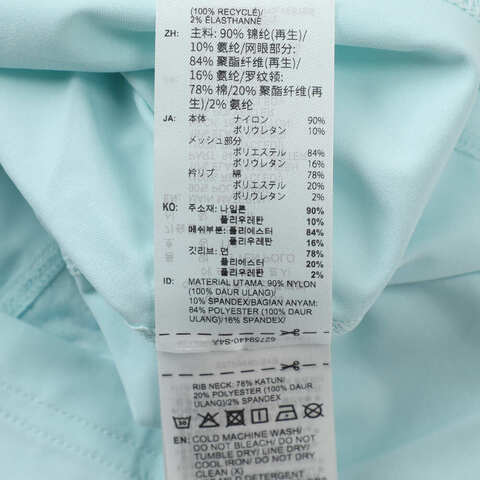 (100% RECYCLÉ)/
2% ÉLASTHANNE
ZH: 主料: 90% 锦纶(再生)/
10% 氨纶/网眼部分:
84% 聚酯纤维(再生)/
16% 氨纶/罗纹领:
78% 棉/20% 聚酯纤维(再
生)/2% 氨纶
JA: 本体 ナイロン 90%
ポリウレタン 10%
メッシュ部分
ポリエステル 84%
ポリウレタン 16%
衿リブ 綿 78%
ポリエステル 20%
ポリウレタン 2%
KO: 주소재: 나일론 90%
폴리우레탄 10%
메쉬부분: 폴리에스터 84%
폴리우레탄 16%
깃리브: 면 78%
폴리에스터 20%
폴리우레탄 2%
ID: MATERIAL UTAMA: 90% NYLON
(100% DAUR ULANG)/
10% SPANDEX/BAGIAN ANYAM:
84% POLYESTER (100% DAUR
ULANG)/16% SPANDEX/
RIB NECK: 78% KATUN/
20% POLYESTER (100% DAUR
ULANG)/2% SPANDEX
EN: COLD MACHINE WASH/
DO NOT BLEACH/DO NOT
TUMBLE DRY/LINE DRY/
COOL IRON/DO NOT DRY
CLEAN (X)
DETERGENT